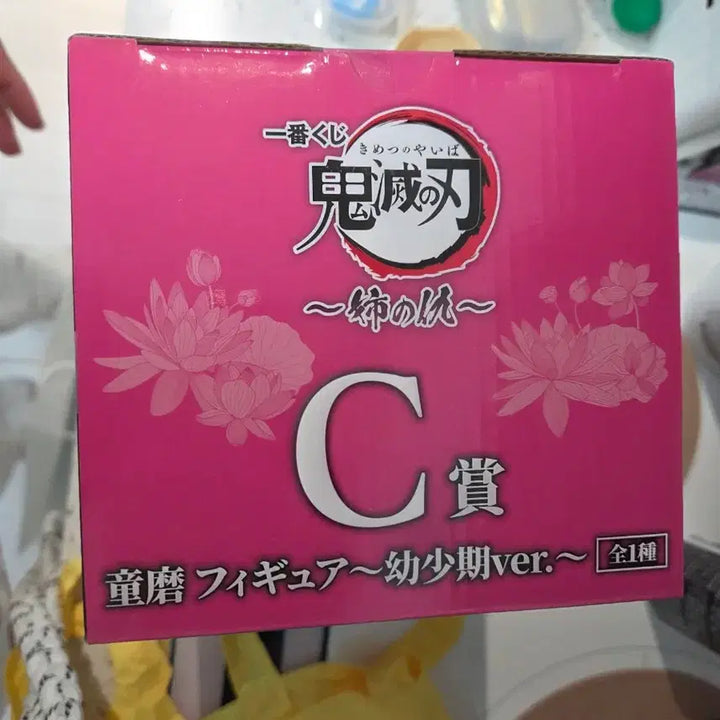 一番くじ
きめつのやいば
鬼滅の刃
～姉の仇～
C賞
童磨 フィギュア～幼少期ver.～ 全1種